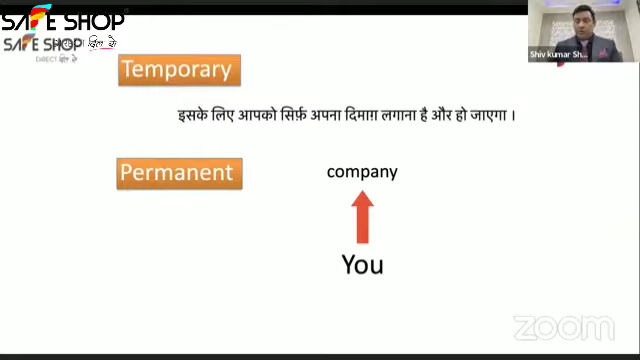 SAFE SHOP
SAFE SHOP
दिल से
DIRECT दिल से
Shiv kumar Sh...
Temporary
इसके लिए आपको सिर्फ़ अपना दिमाग़ लगाना है और हो जाएगा ।
Permanent
company
You
zoom